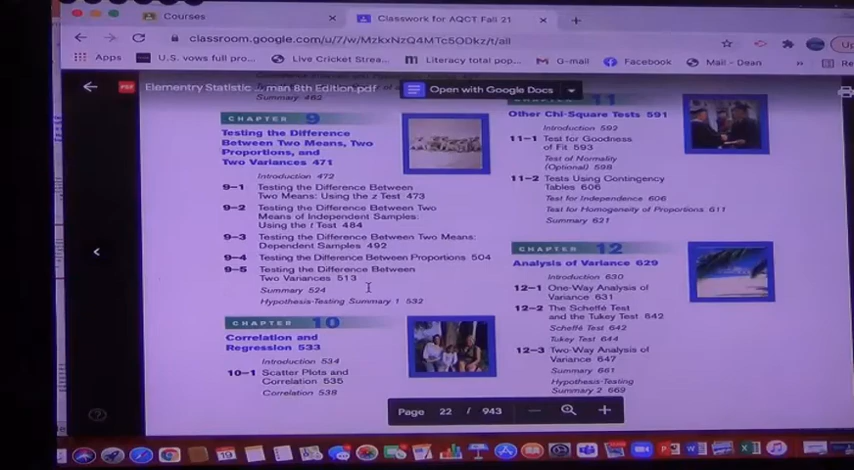 Courses
Classwork for AQCT Fall 21
classroom.google.com/u/7/w/MzkxNzQ4MTc5ODkz/t/all
Apps
U.S. vows full pro...
Live Cricket Strea...
Literacy total pop...
G-mail
Facebook
Mail - Dean
PDF
Elementry Statistic ... man 8th Edition.pdf
Open with Google Docs
Summary 462
CHAPTER 9
Testing the Difference
Between Two Means, Two
Proportions, and
Two Variances 471
Introduction 472
9–1 Testing the Difference Between
Two Means: Using the z Test 473
9–2 Testing the Difference Between Two
Means of Independent Samples:
Using the t Test 484
9–3 Testing the Difference Between Two Means:
Dependent Samples 492
9–4 Testing the Difference Between Proportions 504
9–5 Testing the Difference Between
Two Variances 513
Summary 524
Hypothesis-Testing Summary 1 532
CHAPTER 10
Correlation and
Regression 533
Introduction 534
10–1 Scatter Plots and
Correlation 535
Correlation 538
11
Other Chi-Square Tests 591
Introduction 592
11–1 Test for Goodness
of Fit 593
Test of Normality
(Optional) 598
11–2 Tests Using Contingency
Tables 606
Test for Independence 606
Test for Homogeneity of Proportions 611
Summary 621
CHAPTER 12
Analysis of Variance 629
Introduction 630
12–1 One-Way Analysis of
Variance 631
12–2 The Scheffé Test
and the Tukey Test 642
Scheffé Test 642
Tukey Test 644
12–3 Two-Way Analysis of
Variance 647
Summary 661
Hypothesis-Testing
Summary 2 669
Page 22 / 943